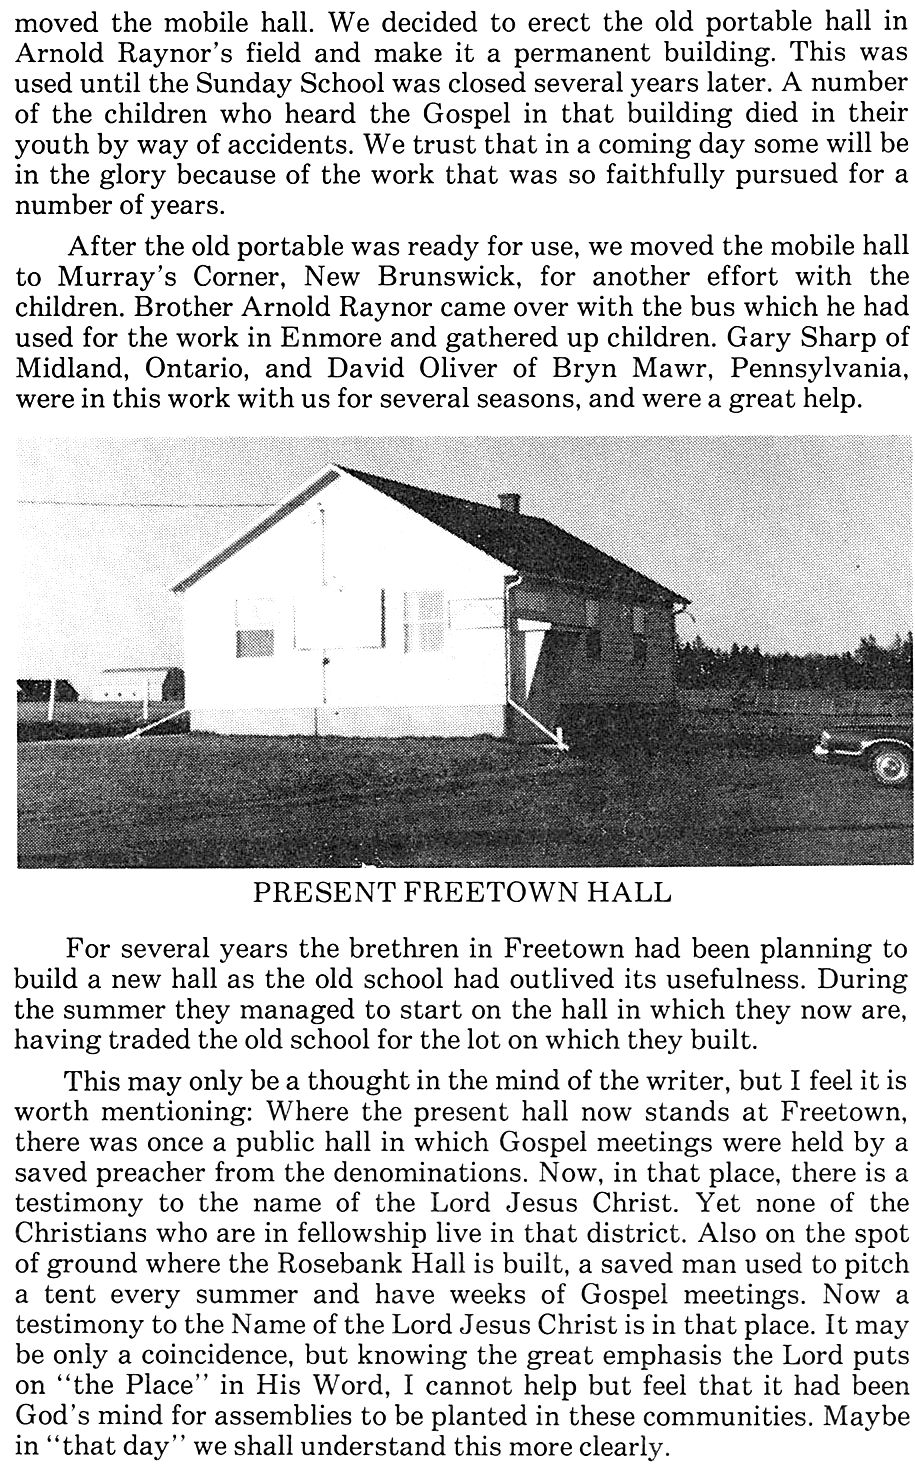 moved the mobile hall. We decided to erect the old portable hall in
Arnold Raynor's field and make it a permanent building. This was
used until the Sunday School was closed several years later. A number
of the children who heard the Gospel in that building died in their
youth by way of accidents. We trust that in a coming day some will be
in the glory because of the work that was so faithfully pursued for a
number of years.
After the old portable was ready for use, we moved the mobile hall
to Murray's Corner, New Brunswick, for another effort with the
children. Brother Arnold Raynor came over with the bus which he had
used for the work in Enmore and gathered up children. Gary Sharp of
Midland, Ontario, and David Oliver of Bryn Mawr, Pennsylvania,
were in this work with us for several seasons, and were a great help.
PRESENT FREETOWN HALL
For several years the brethren in Freetown had been planning to
build a new hall as the old school had outlived its usefulness. During
the summer they managed to start on the hall in which they now are,
having traded the old school for the lot on which they built.
This may only be a thought in the mind of the writer, but I feel it is
worth mentioning: Where the present hall now stands at Freetown,
there was once a public hall in which Gospel meetings were held by a
saved preacher from the denominations. Now, in that place, there is a
testimony to the name of the Lord Jesus Christ. Yet none of the
Christians who are in fellowship live in that district. Also on the spot
of ground where the Rosebank Hall is built, a saved man used to pitch
a tent every summer and have weeks of Gospel meetings. Now a
testimony to the Name of the Lord Jesus Christ is in that place. It may
be only a coincidence, but knowing the great emphasis the Lord puts
on "the Place" in His Word, I cannot help but feel that it had been
God's mind for assemblies to be planted in these communities. Maybe
in "that day" we shall understand this more clearly.